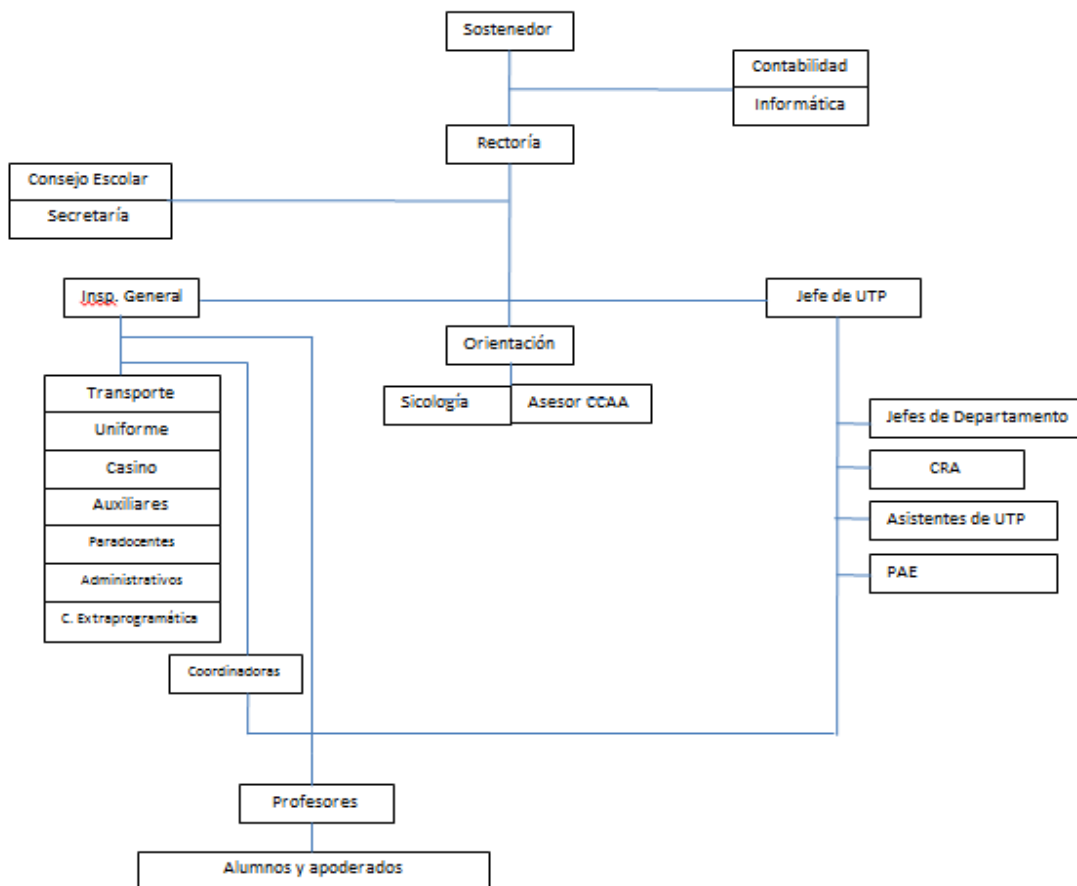 Sostenedor
Contabilidad
Informática
Rectoría
Consejo Escolar
Secretaría
Insp. General
Jefe de UTP
Orientación
Sicología
Asesor CCAA
Transporte
Uniforme
Casino
Auxiliares
Paradocentes
Administrativos
C. Extraprogramática
Jefes de Departamento
CRA
Asistentes de UTP
PAE
Coordinadoras
Profesores
Alumnos y apoderados